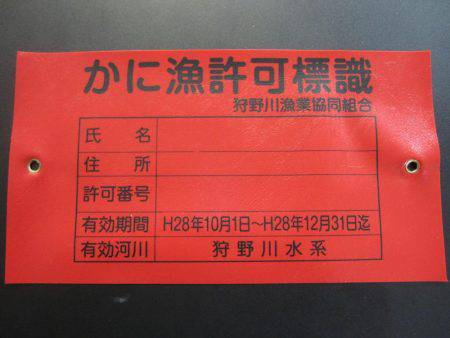 かに漁許可標識
狩野川漁業協同組合
氏名
住所
許可番号
有効期間 H28年10月1日～H28年12月31日迄
有効河川 狩野川水系